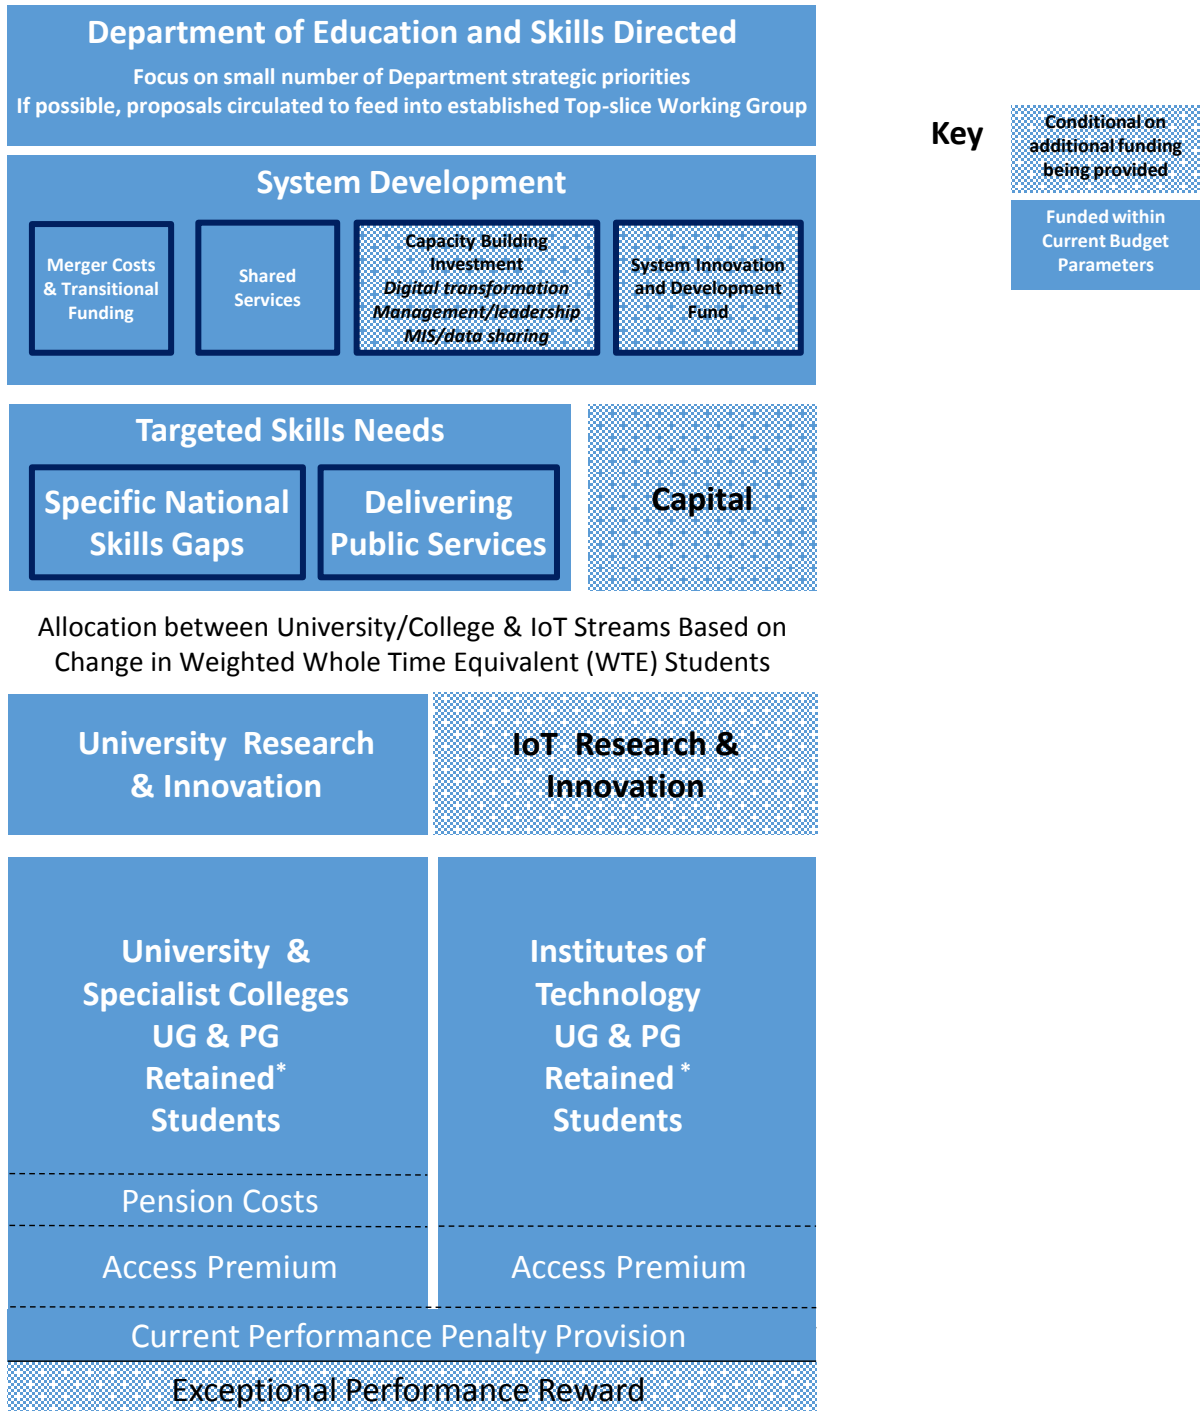 Department of Education and Skills Directed
Focus on small number of Department strategic priorities
If possible, proposals circulated to feed into established Top-slice Working Group
Key
Conditional on
additional funding
being provided
Funded within
Current Budget
Parameters
System Development
Merger Costs
& Transitional
Funding
Shared
Services
Capacity Building
Investment
Digital transformation
Management/leadership
MIS/data sharing
System Innovation
and Development
Fund
Targeted Skills Needs
Specific National
Skills Gaps
Delivering
Public Services
Capital
Allocation between University/College & IoT Streams Based on
Change in Weighted Whole Time Equivalent (WTE) Students
University Research
& Innovation
IoT Research &
Innovation
University &
Specialist Colleges
UG & PG
Retained*
Students
Institutes of
Technology
UG & PG
Retained *
Students
Pension Costs
Access Premium
Access Premium
Current Performance Penalty Provision
Exceptional Performance Reward